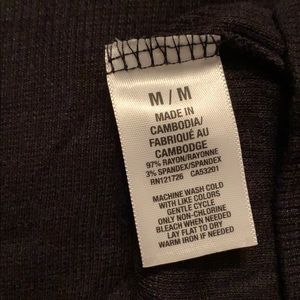 M / M
MADE IN
CAMBODIA/
FABRIQUÉ AU
CAMBODGE
97% RAYON/RAYONNE
3% SPANDEX/SPANDEX
RN121726 CA53201
MACHINE WASH COLD
WITH LIKE COLORS
GENTLE CYCLE
ONLY NON-CHLORINE
BLEACH WHEN NEEDED
LAY FLAT TO DRY
WARM IRON IF NEEDED